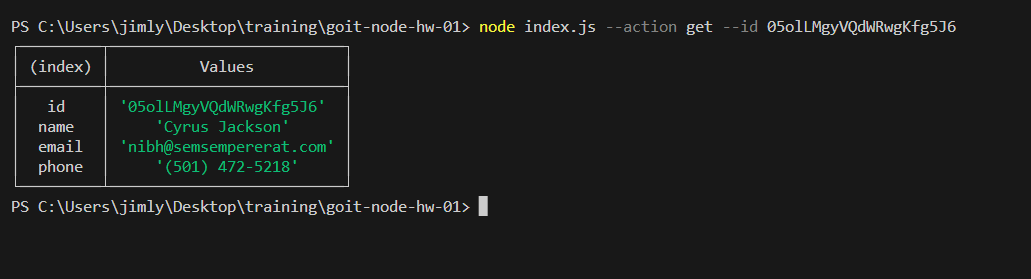 PS C:\Users\jimly\Desktop\training\goit-node-hw-01> node index.js --action get --id 05olLMgyVQdWRwgKfg5J6
(index) Values
id '05olLMgyVQdWRwgKfg5J6'
name 'Cyrus Jackson'
email 'nibh@semsempererat.com'
phone '(501) 472-5218'
PS C:\Users\jimly\Desktop\training\goit-node-hw-01>